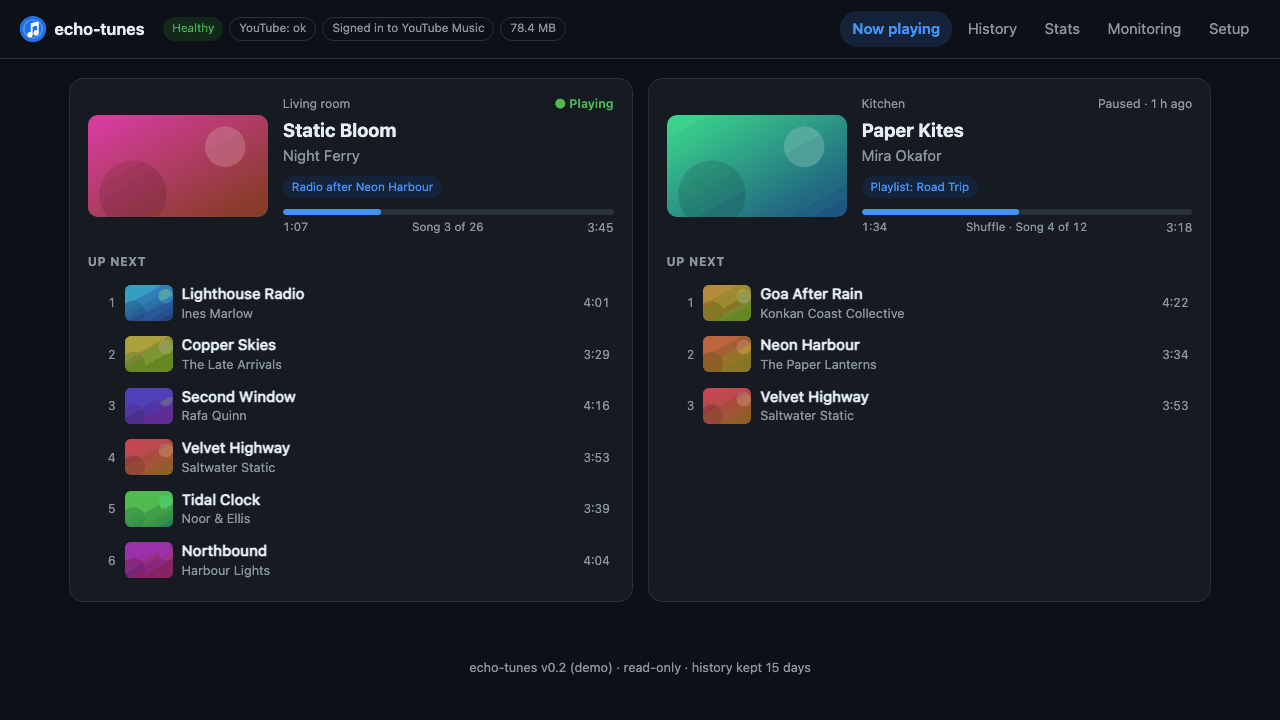 echo-tunes
Healthy
YouTube: ok
Signed in to YouTube Music
78.4 MB
Now playing
History
Stats
Monitoring
Setup
Living room
Playing
Static Bloom
Night Ferry
Radio after Neon Harbour
1:07
Song 3 of 26
3:45
UP NEXT
1
Lighthouse Radio
Ines Marlow
4:01
2
Copper Skies
The Late Arrivals
3:29
3
Second Window
Rafa Quinn
4:16
4
Velvet Highway
Saltwater Static
3:53
5
Tidal Clock
Noor & Ellis
3:39
6
Northbound
Harbour Lights
4:04
Kitchen
Paused · 1 h ago
Paper Kites
Mira Okafor
Playlist: Road Trip
1:34
Shuffle · Song 4 of 12
3:18
UP NEXT
1
Goa After Rain
Konkan Coast Collective
4:22
2
Neon Harbour
The Paper Lanterns
3:34
3
Velvet Highway
Saltwater Static
3:53
echo-tunes v0.2 (demo) · read-only · history kept 15 days